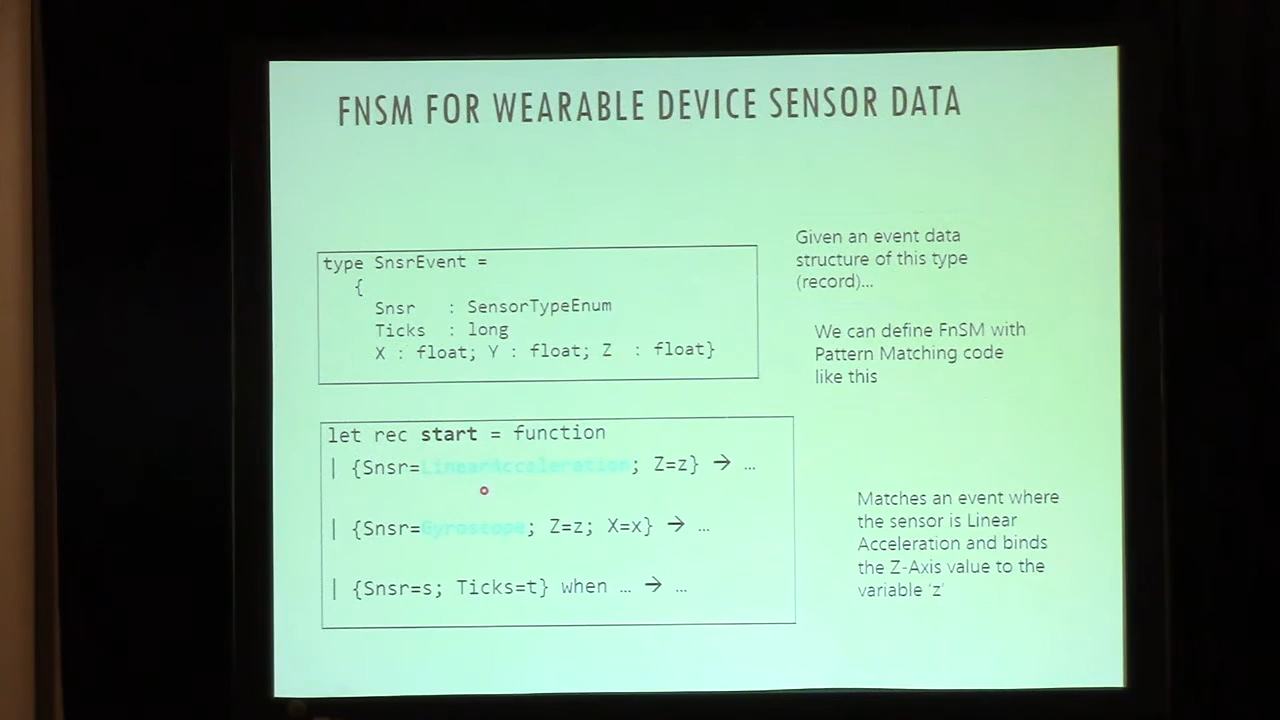 FNSM FOR WEARABLE DEVICE SENSOR DATA
type SnsrEvent =
{
Snsr : SensorTypeEnum
Ticks : long
X : float; Y : float; Z : float}
Given an event data
structure of this type
(record)...
We can define FnSM with
Pattern Matching code
like this
let rec start = function
| {Snsr=LinearAcceleration; Z=z} → ...
| {Snsr=Gyroscope; Z=z; X=x} → ...
| {Snsr=s; Ticks=t} when ... → ...
Matches an event where
the sensor is Linear
Acceleration and binds
the Z-Axis value to the
variable ‘z’